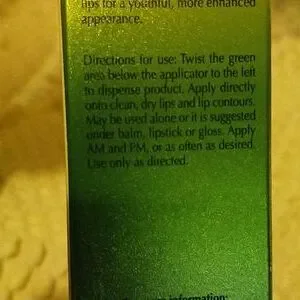 lips for a youthful, more enhanced
appearance.
Directions for use: Twist the green
area below the applicator to the left
to dispense product. Apply directly
onto clean, dry lips and lip contours.
May be used alone or it is suggested
under balm, lipstick or gloss. Apply
AM and PM, or as often as desired.
Use only as directed.
information: